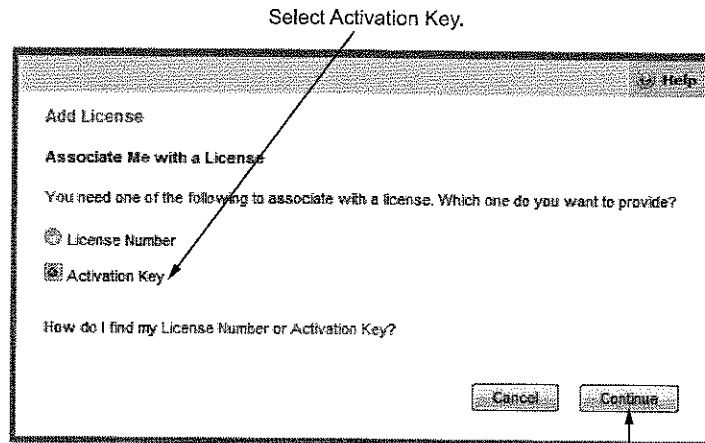 Select Activation Key.
Help
Add License
Associate Me with a License
You need one of the following to associate with a license. Which one do you want to provide?
License Number
Activation Key
How do I find my License Number or Activation Key?
Cancel
Continue